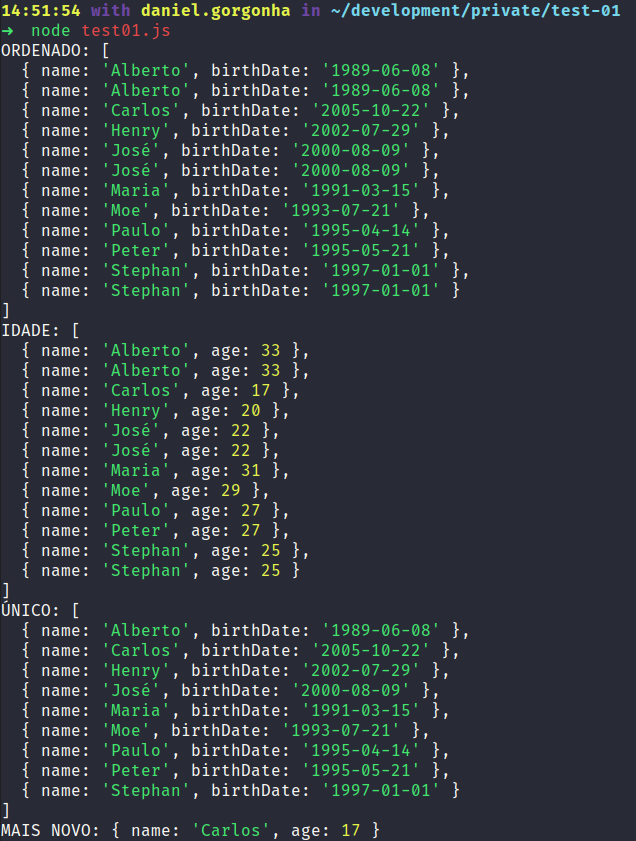 14:51:54 with daniel.gorgonha in ~/development/private/test-01
➜ node test01.js
ORDENADO: [
  { name: 'Alberto', birthDate: '1989-06-08' },
  { name: 'Alberto', birthDate: '1989-06-08' },
  { name: 'Carlos', birthDate: '2005-10-22' },
  { name: 'Henry', birthDate: '2002-07-29' },
  { name: 'José', birthDate: '2000-08-09' },
  { name: 'José', birthDate: '2000-08-09' },
  { name: 'Maria', birthDate: '1991-03-15' },
  { name: 'Moe', birthDate: '1993-07-21' },
  { name: 'Paulo', birthDate: '1995-04-14' },
  { name: 'Peter', birthDate: '1995-05-21' },
  { name: 'Stephan', birthDate: '1997-01-01' },
  { name: 'Stephan', birthDate: '1997-01-01' }
]
IDADE: [
  { name: 'Alberto', age: 33 },
  { name: 'Alberto', age: 33 },
  { name: 'Carlos', age: 17 },
  { name: 'Henry', age: 20 },
  { name: 'José', age: 22 },
  { name: 'José', age: 22 },
  { name: 'Maria', age: 31 },
  { name: 'Moe', age: 29 },
  { name: 'Paulo', age: 27 },
  { name: 'Peter', age: 27 },
  { name: 'Stephan', age: 25 },
  { name: 'Stephan', age: 25 }
]
ÚNICO: [
  { name: 'Alberto', birthDate: '1989-06-08' },
  { name: 'Carlos', birthDate: '2005-10-22' },
  { name: 'Henry', birthDate: '2002-07-29' },
  { name: 'José', birthDate: '2000-08-09' },
  { name: 'Maria', birthDate: '1991-03-15' },
  { name: 'Moe', birthDate: '1993-07-21' },
  { name: 'Paulo', birthDate: '1995-04-14' },
  { name: 'Peter', birthDate: '1995-05-21' },
  { name: 'Stephan', birthDate: '1997-01-01' }
]
MAIS NOVO: { name: 'Carlos', age: 17 }